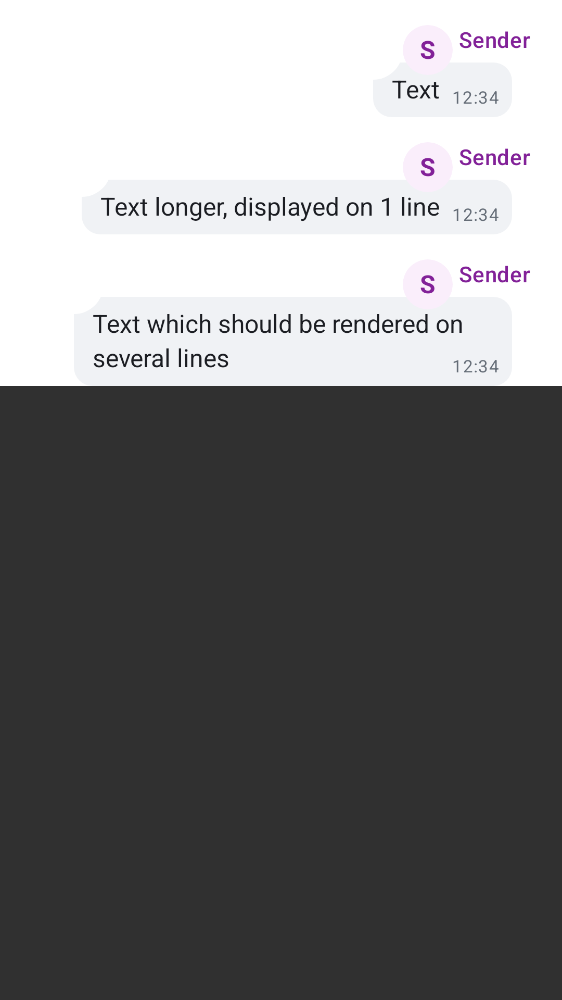 S Sender
Text 12:34
S Sender
Text longer, displayed on 1 line 12:34
S Sender
Text which should be rendered on
several lines 12:34